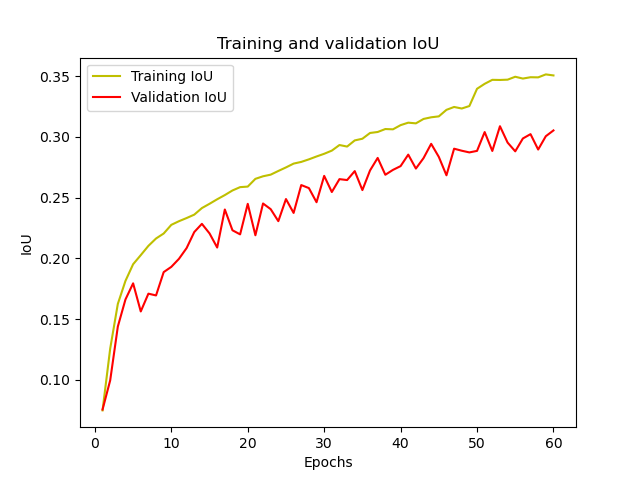 Training and validation IoU
Training IoU
Validation IoU
0.35
0.30
0.25
0.20
0.15
0.10
IoU
0 10 20 30 40 50 60
Epochs